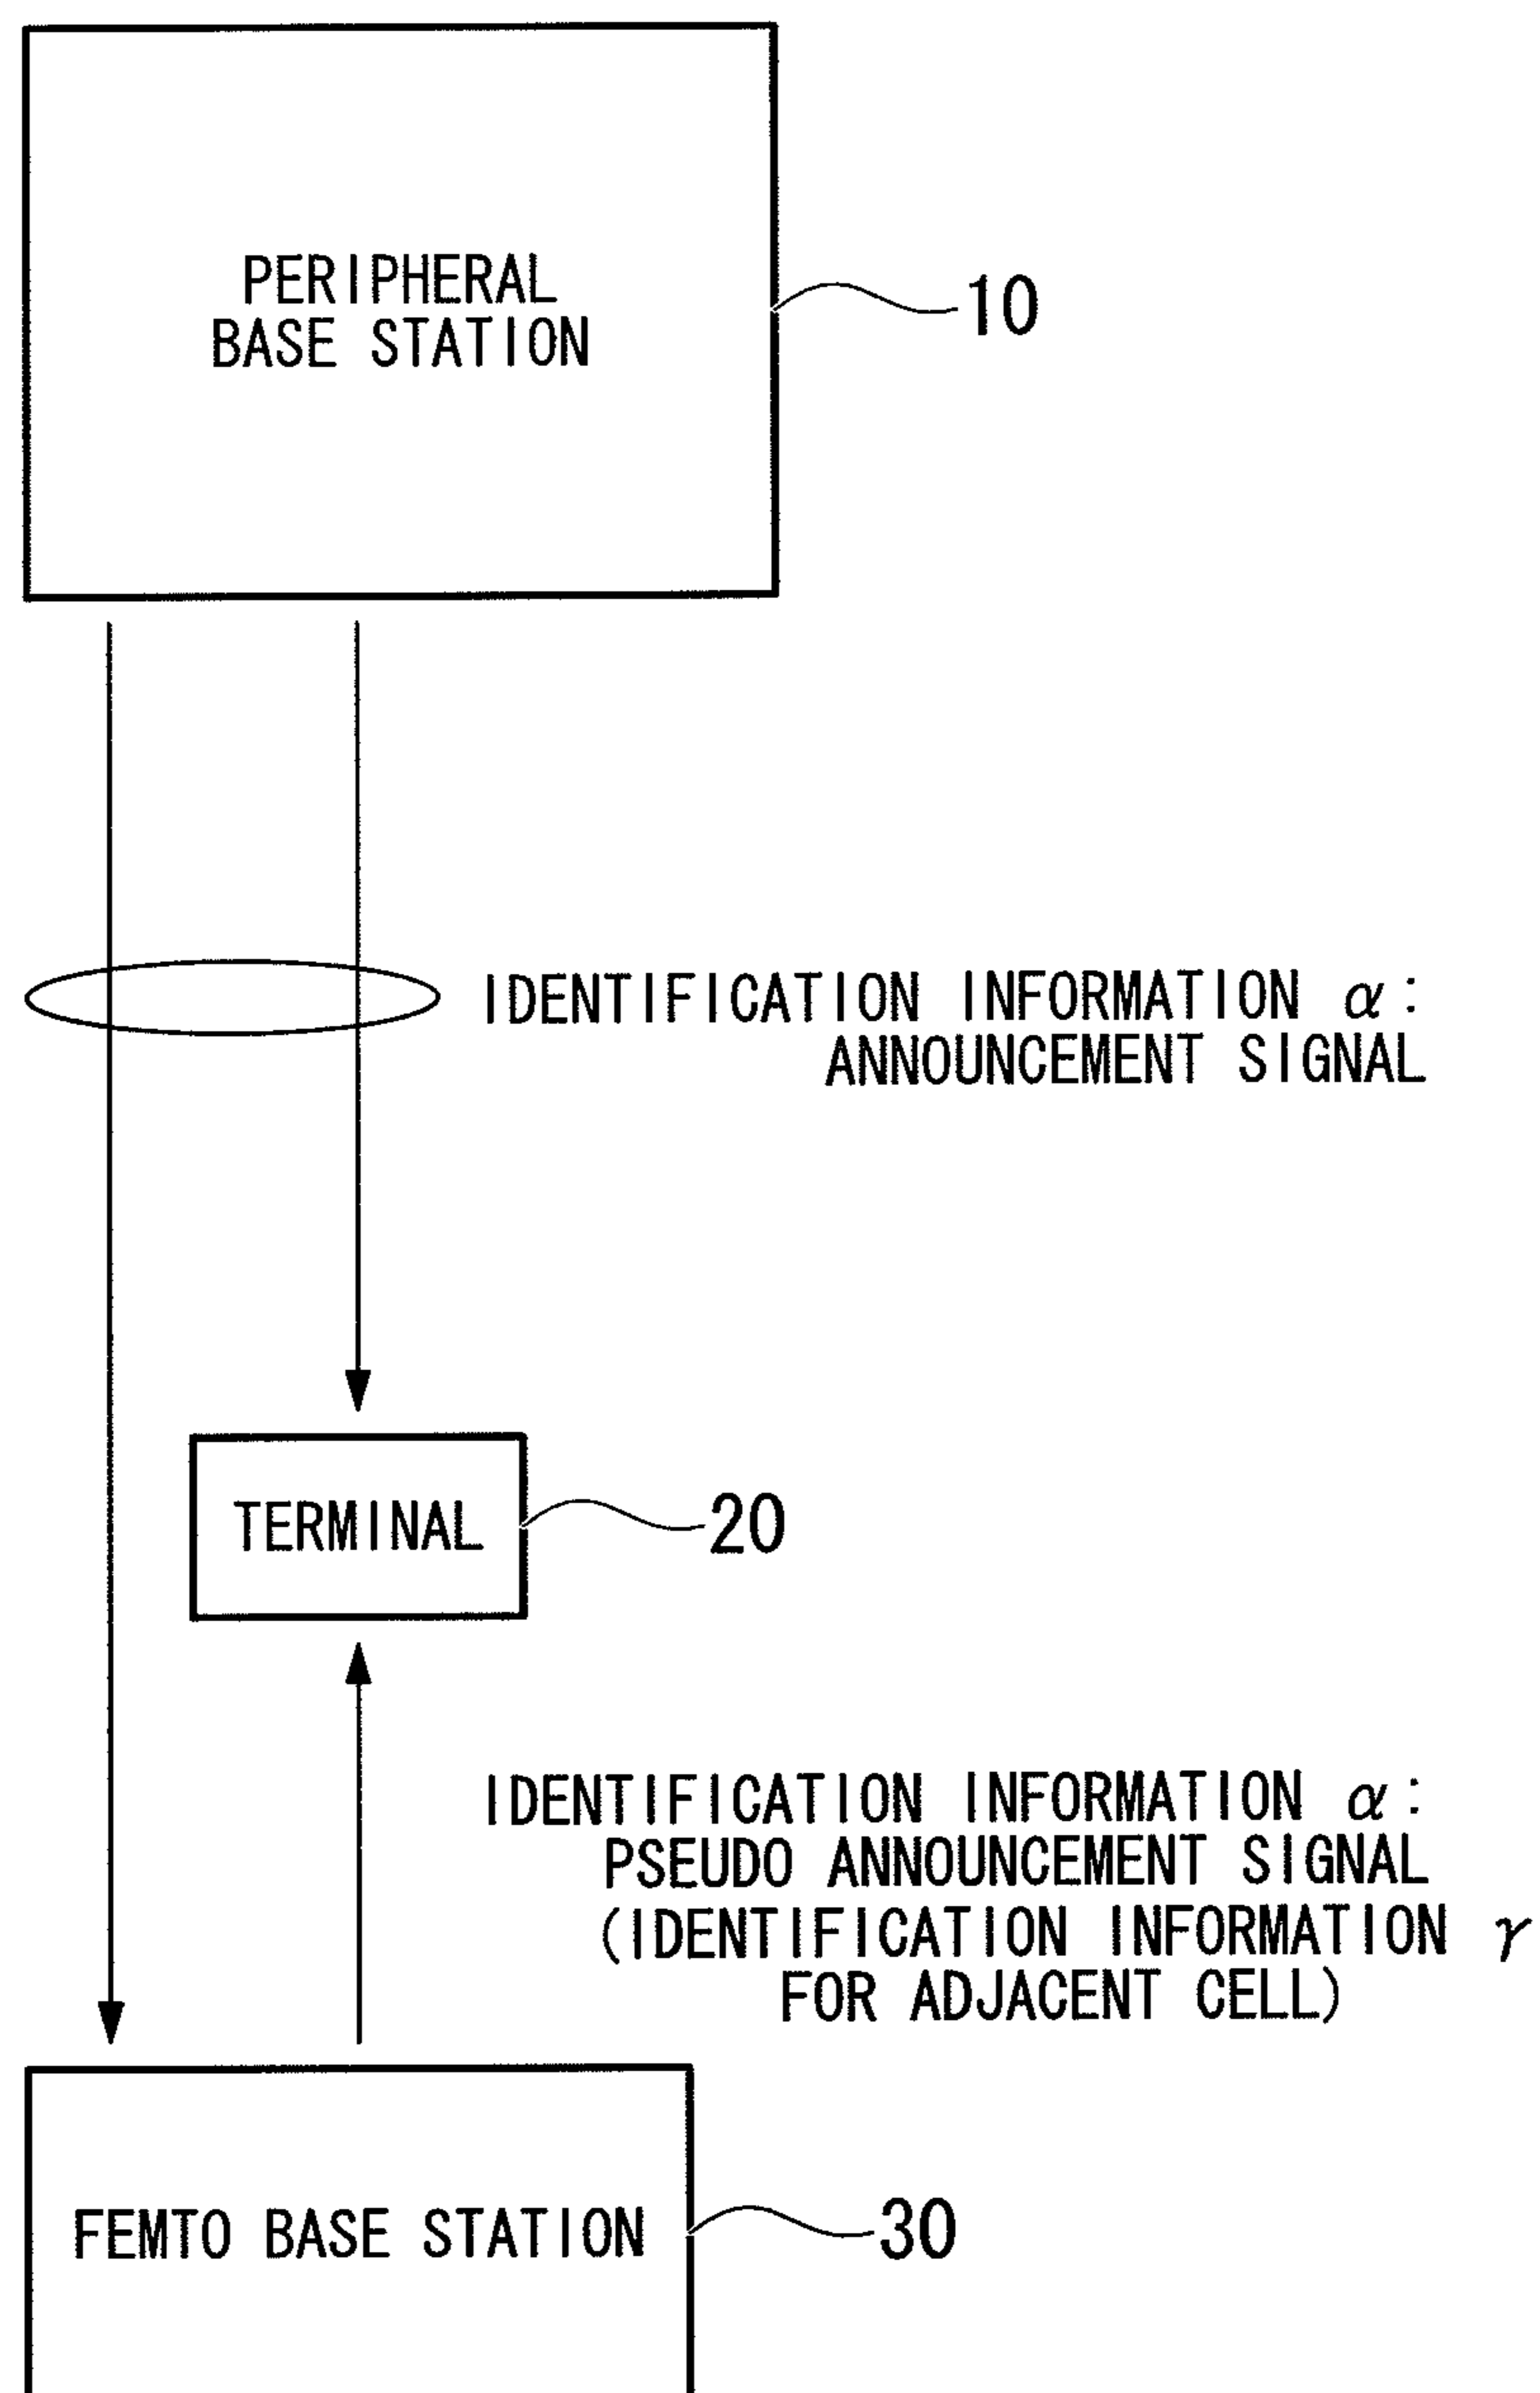 PERIPHERAL
BASE STATION
10
IDENTIFICATION INFORMATION α:
ANNOUNCEMENT SIGNAL
TERMINAL
20
IDENTIFICATION INFORMATION α:
PSEUDO ANNOUNCEMENT SIGNAL
(IDENTIFICATION INFORMATION γ
FOR ADJACENT CELL)
FEMTO BASE STATION
30